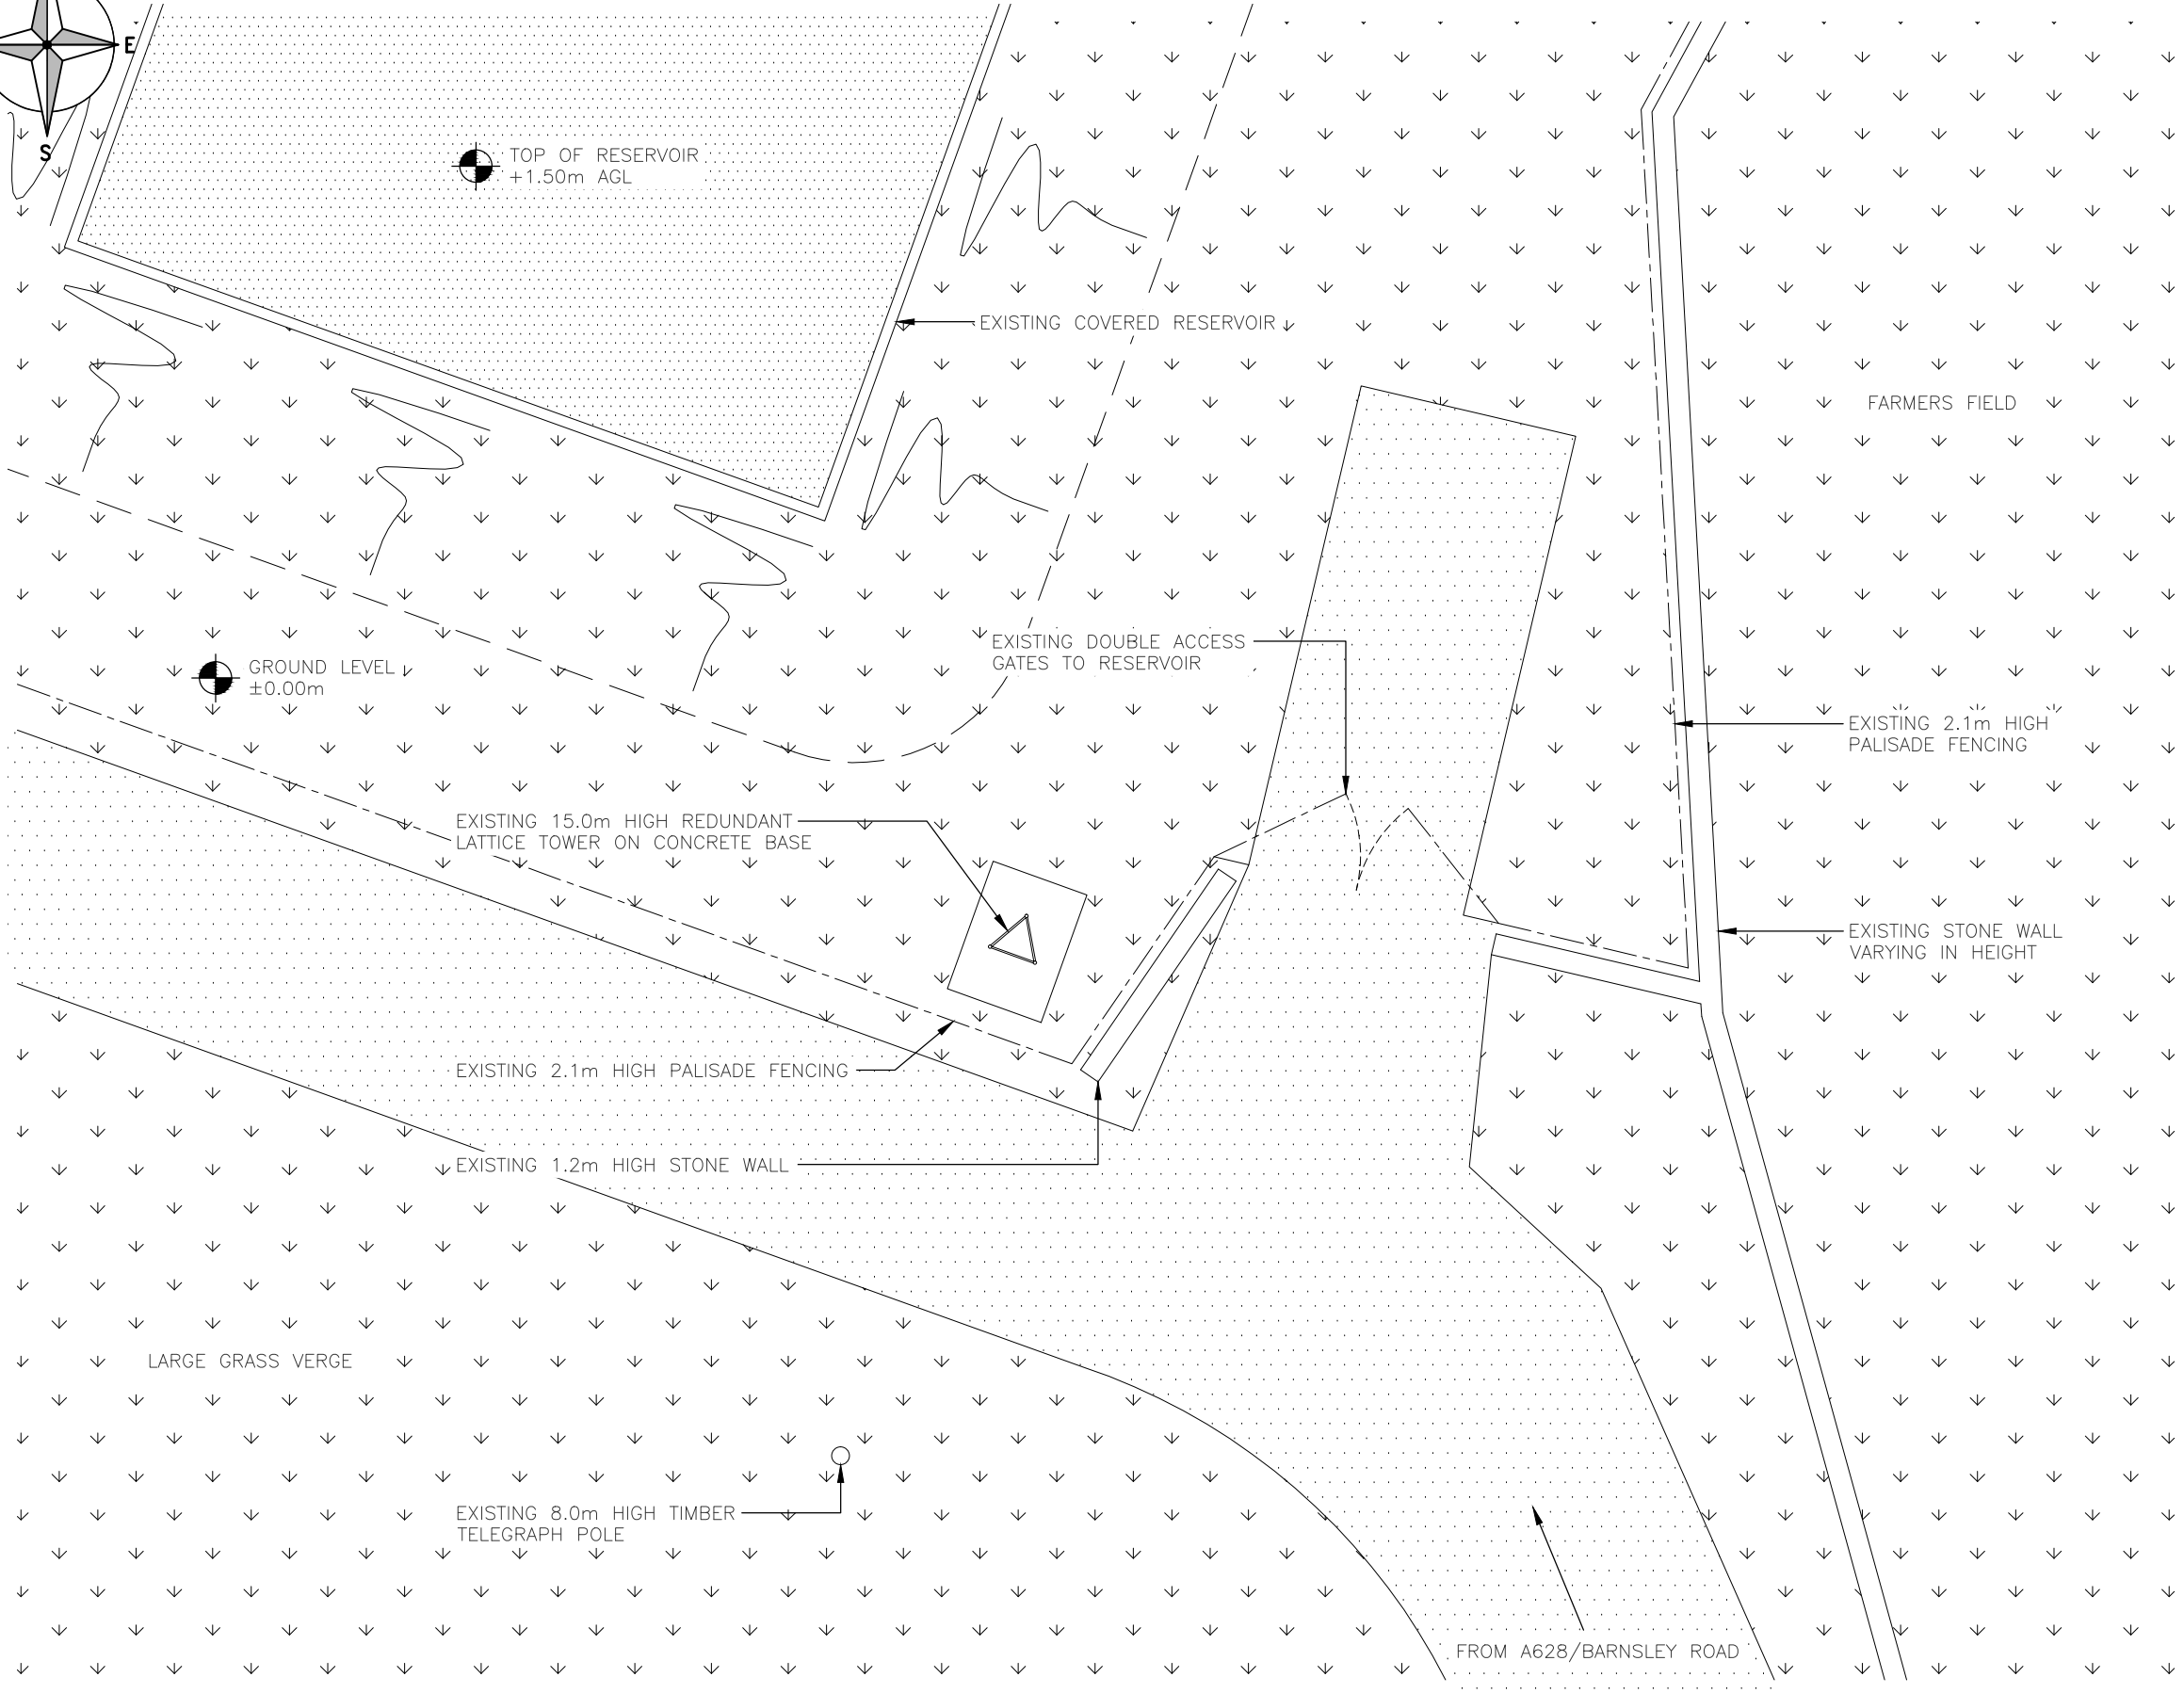 E
S
TOP OF RESERVOIR
+1.50m AGL
EXISTING COVERED RESERVOIR
FARMERS FIELD
EXISTING DOUBLE ACCESS
GATES TO RESERVOIR
GROUND LEVEL
±0.00m
EXISTING 2.1m HIGH
PALISADE FENCING
EXISTING 15.0m HIGH REDUNDANT
LATTICE TOWER ON CONCRETE BASE
EXISTING STONE WALL
VARYING IN HEIGHT
EXISTING 2.1m HIGH PALISADE FENCING
EXISTING 1.2m HIGH STONE WALL
LARGE GRASS VERGE
EXISTING 8.0m HIGH TIMBER
TELEGRAPH POLE
FROM A628/BARNSLEY ROAD